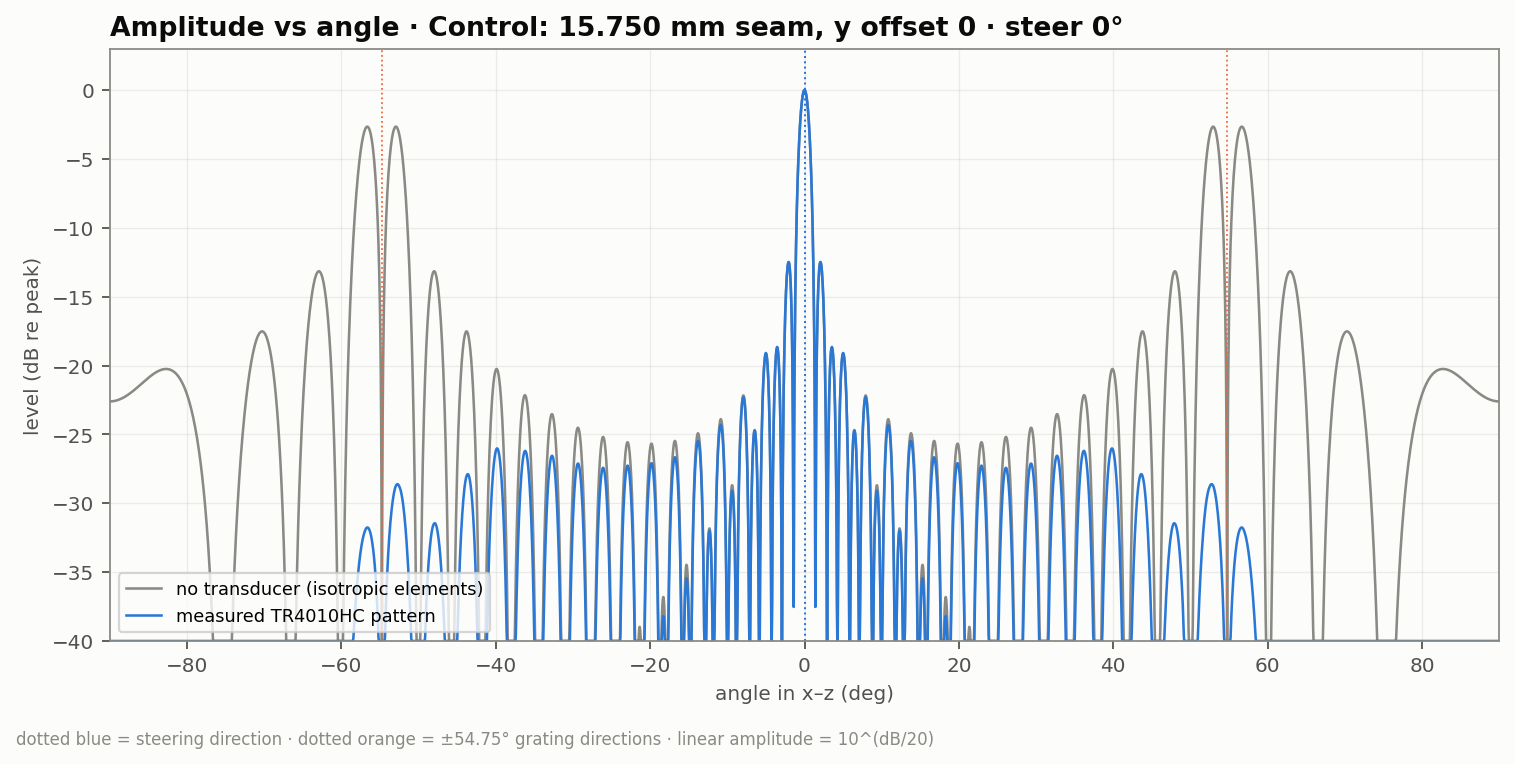 Amplitude vs angle · Control: 15.750 mm seam, y offset 0 · steer 0°
0
−5
−10
−15
−20
−25
−30
−35
−40
level (dB re peak)
no transducer (isotropic elements)
measured TR4010HC pattern
−80 −60 −40 −20 0 20 40 60 80
angle in x–z (deg)
dotted blue = steering direction · dotted orange = ±54.75° grating directions · linear amplitude = 10^(dB/20)